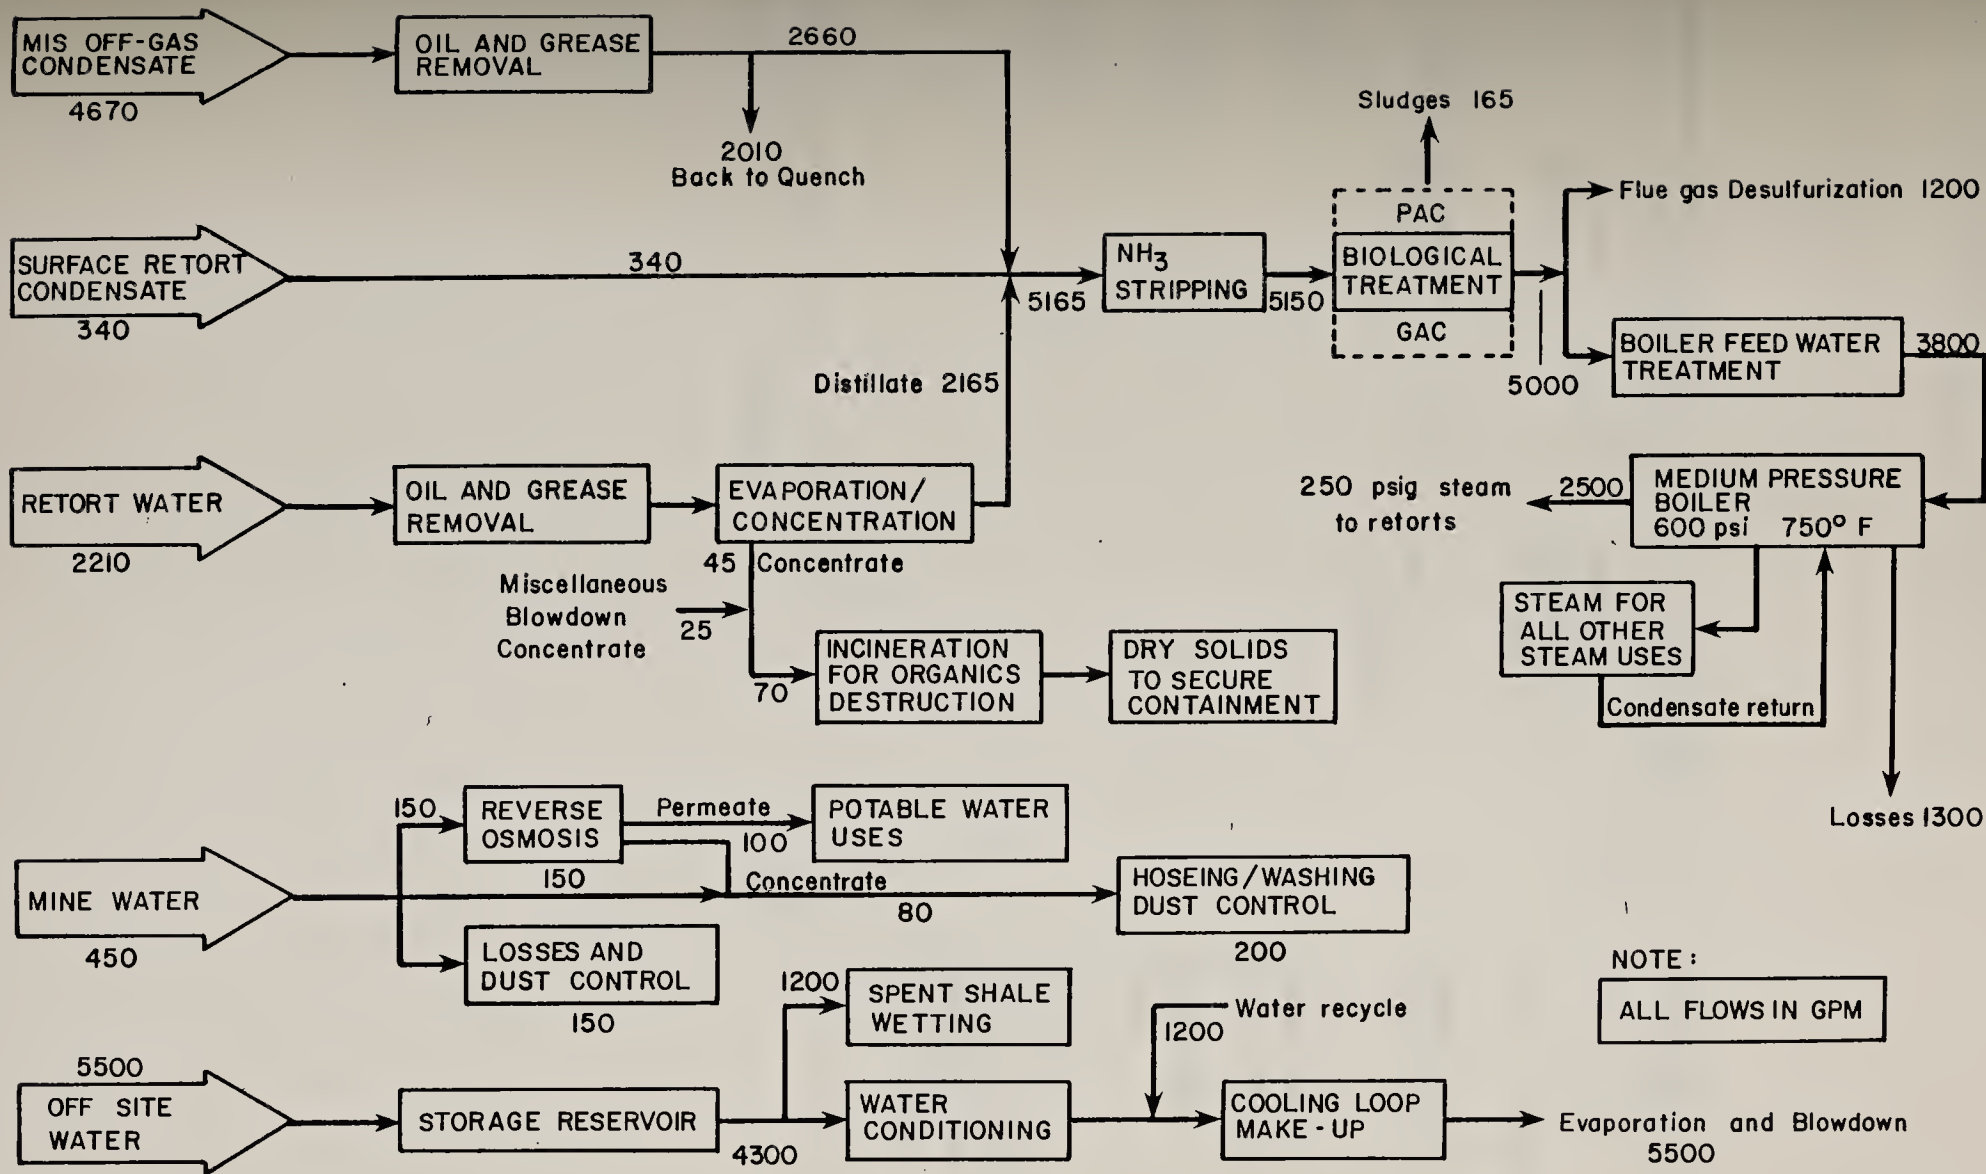 MIS OFF-GAS
CONDENSATE
4670
OIL AND GREASE
REMOVAL
2660
2010
Back to Quench
SURFACE RETORT
CONDENSATE
340
340
5165
NH3
STRIPPING
5150
Sludges 165
PAC
BIOLOGICAL
TREATMENT
GAC
5000
Flue gas Desulfurization 1200
BOILER FEED WATER
TREATMENT
3800
Distillate 2165
RETORT WATER
2210
OIL AND GREASE
REMOVAL
EVAPORATION/
CONCENTRATION
45 Concentrate
Miscellaneous
Blowdown
Concentrate
25
70
INCINERATION
FOR ORGANICS
DESTRUCTION
DRY SOLIDS
TO SECURE
CONTAINMENT
250 psig steam
to retorts
2500
MEDIUM PRESSURE
BOILER
600 psi 750° F
STEAM FOR
ALL OTHER
STEAM USES
Condensate return
Losses 1300
MINE WATER
450
150
REVERSE
OSMOSIS
150
Permeate
100
POTABLE WATER
USES
Concentrate
80
HOSEING/WASHING
DUST CONTROL
200
LOSSES AND
DUST CONTROL
150
NOTE:
ALL FLOWS IN GPM
5500
OFF SITE
WATER
STORAGE RESERVOIR
4300
1200
SPENT SHALE
WETTING
WATER
CONDITIONING
Water recycle
1200
COOLING LOOP
MAKE-UP
Evaporation and Blowdown
5500